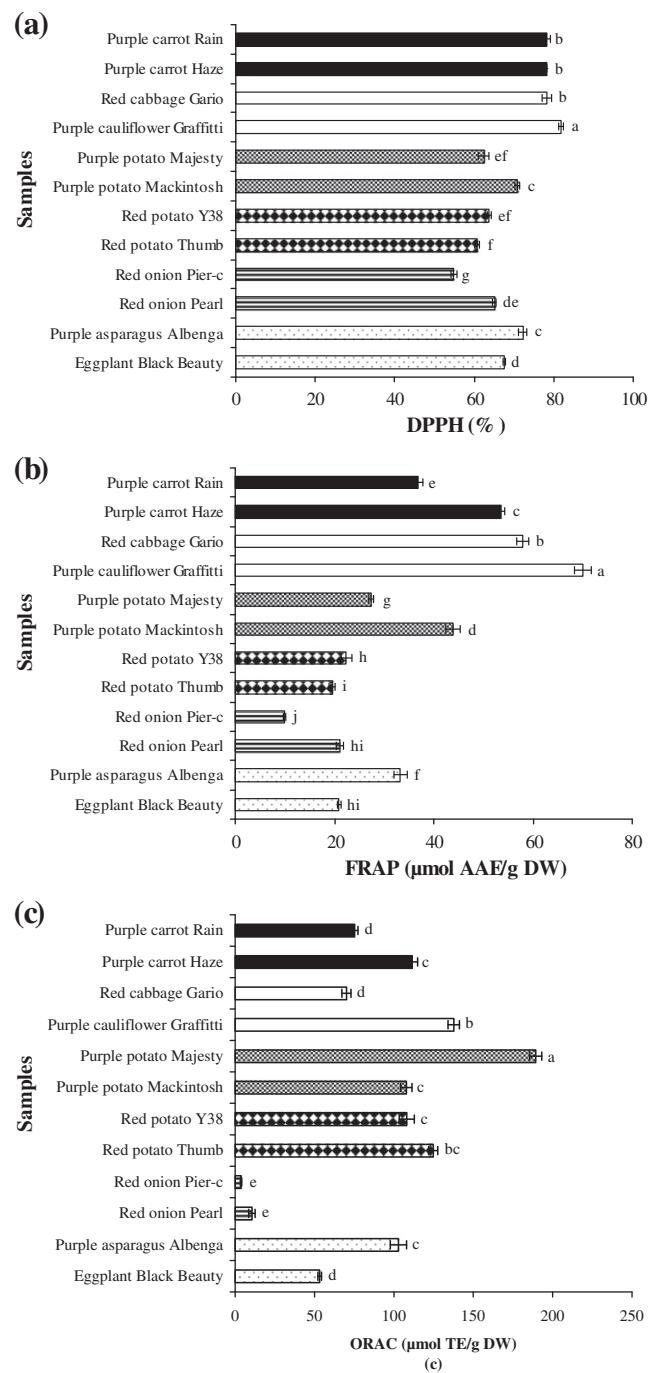 (a)
Samples
Purple carrot Rain b
Purple carrot Haze b
Red cabbage Gario b
Purple cauliflower Graffitti a
Purple potato Majesty ef
Purple potato Mackintosh c
Red potato Y38 ef
Red potato Thumb f
Red onion Pier-c g
Red onion Pearl de
Purple asparagus Albenga c
Eggplant Black Beauty d
0 20 40 60 80 100
DPPH (% )
(b)
Samples
Purple carrot Rain e
Purple carrot Haze c
Red cabbage Gario b
Purple cauliflower Graffitti a
Purple potato Majesty g
Purple potato Mackintosh d
Red potato Y38 h
Red potato Thumb i
Red onion Pier-c j
Red onion Pearl hi
Purple asparagus Albenga f
Eggplant Black Beauty hi
0 20 40 60 80
FRAP (µmol AAE/g DW)
(c)
Samples
Purple carrot Rain d
Purple carrot Haze c
Red cabbage Gario d
Purple cauliflower Graffitti b
Purple potato Majesty a
Purple potato Mackintosh c
Red potato Y38 c
Red potato Thumb bc
Red onion Pier-c e
Red onion Pearl e
Purple asparagus Albenga c
Eggplant Black Beauty d
0 50 100 150 200 250
ORAC (µmol TE/g DW)
(c)